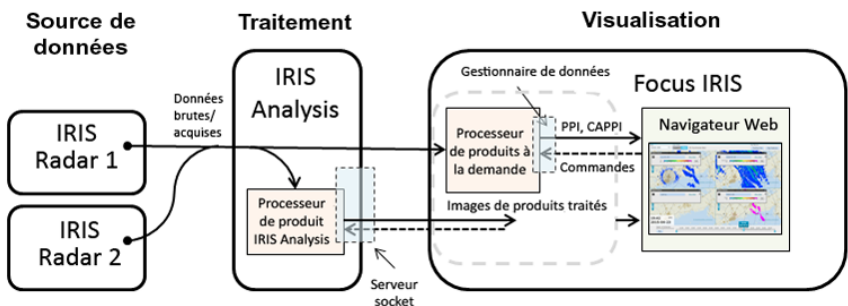 Source de
données
Traitement
Visualisation
IRIS
Radar 1
IRIS
Radar 2
Données
brutes/
acquises
IRIS
Analysis
Processeur
de produit
IRIS Analysis
Serveur
socket
Gestionnaire de données
Focus IRIS
Processeur
de produits à
la demande
PPI, CAPPI
Commandes
Images de produits traités
Navigateur Web